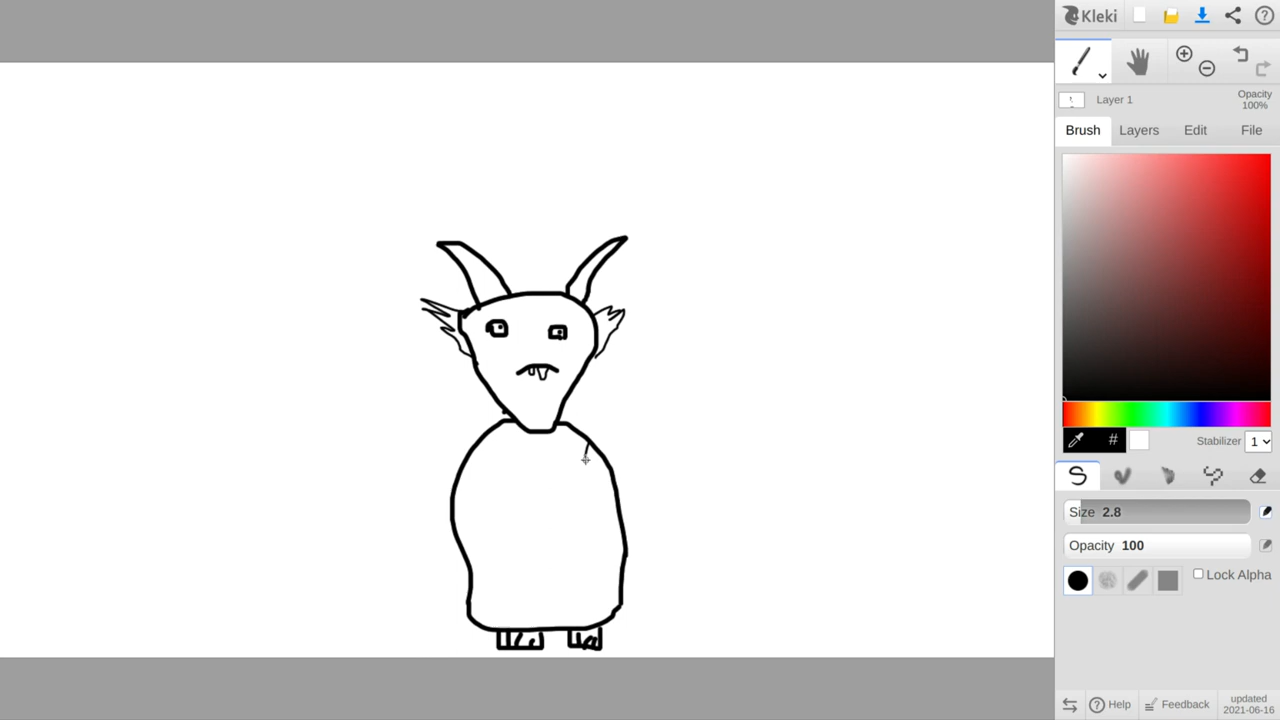 Kleki
Layer 1
Opacity
100%
Brush Layers Edit File
# Stabilizer 1
Size 2.8
Opacity 100
Lock Alpha
Help Feedback updated
2021-06-16